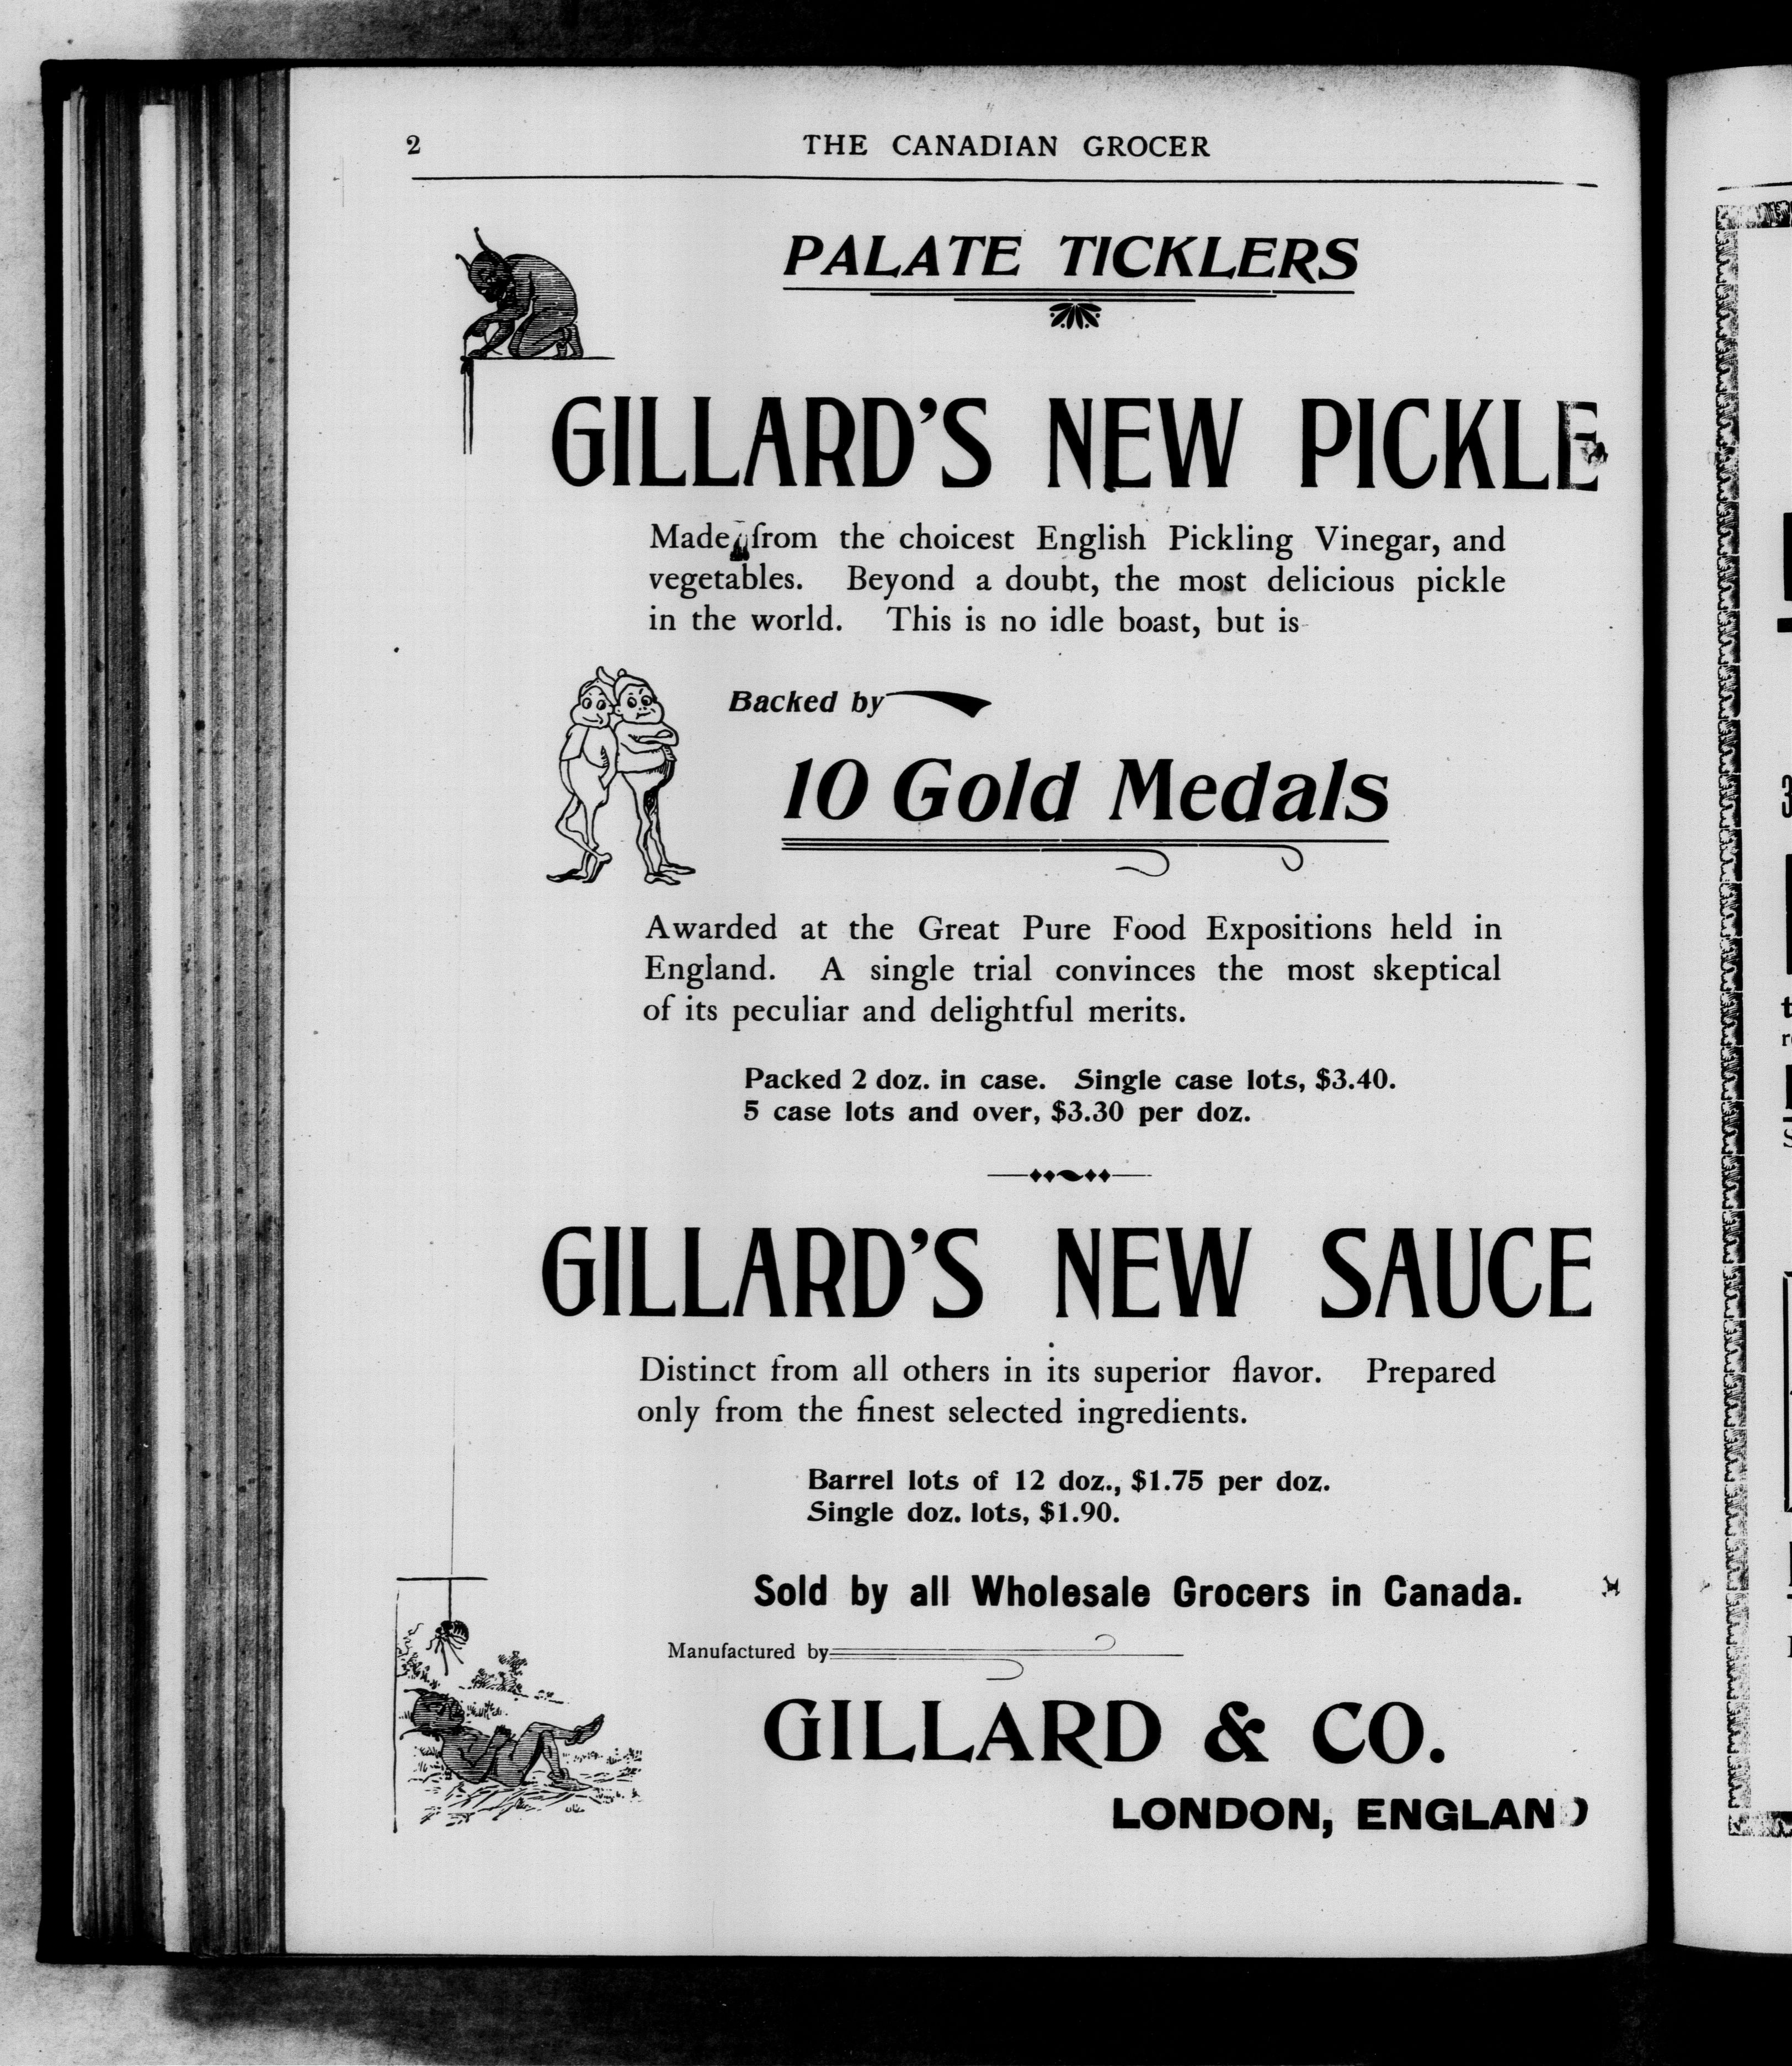 2
THE CANADIAN GROCER
PALATE TICKLERS
GILLARD'S NEW PICKLE
Made from the choicest English Pickling Vinegar, and
vegetables. Beyond a doubt, the most delicious pickle
in the world. This is no idle boast, but is
Backed by
10 Gold Medals
Awarded at the Great Pure Food Expositions held in
England. A single trial convinces the most skeptical
of its peculiar and delightful merits.
Packed 2 doz. in case. Single case lots, $3.40.
5 case lots and over, $3.30 per doz.
GILLARD'S NEW SAUCE
Distinct from all others in its superior flavor. Prepared
only from the finest selected ingredients.
Barrel lots of 12 doz., $1.75 per doz.
Single doz. lots, $1.90.
Sold by all Wholesale Grocers in Canada.
Manufactured by
GILLARD & CO.
LONDON, ENGLAND